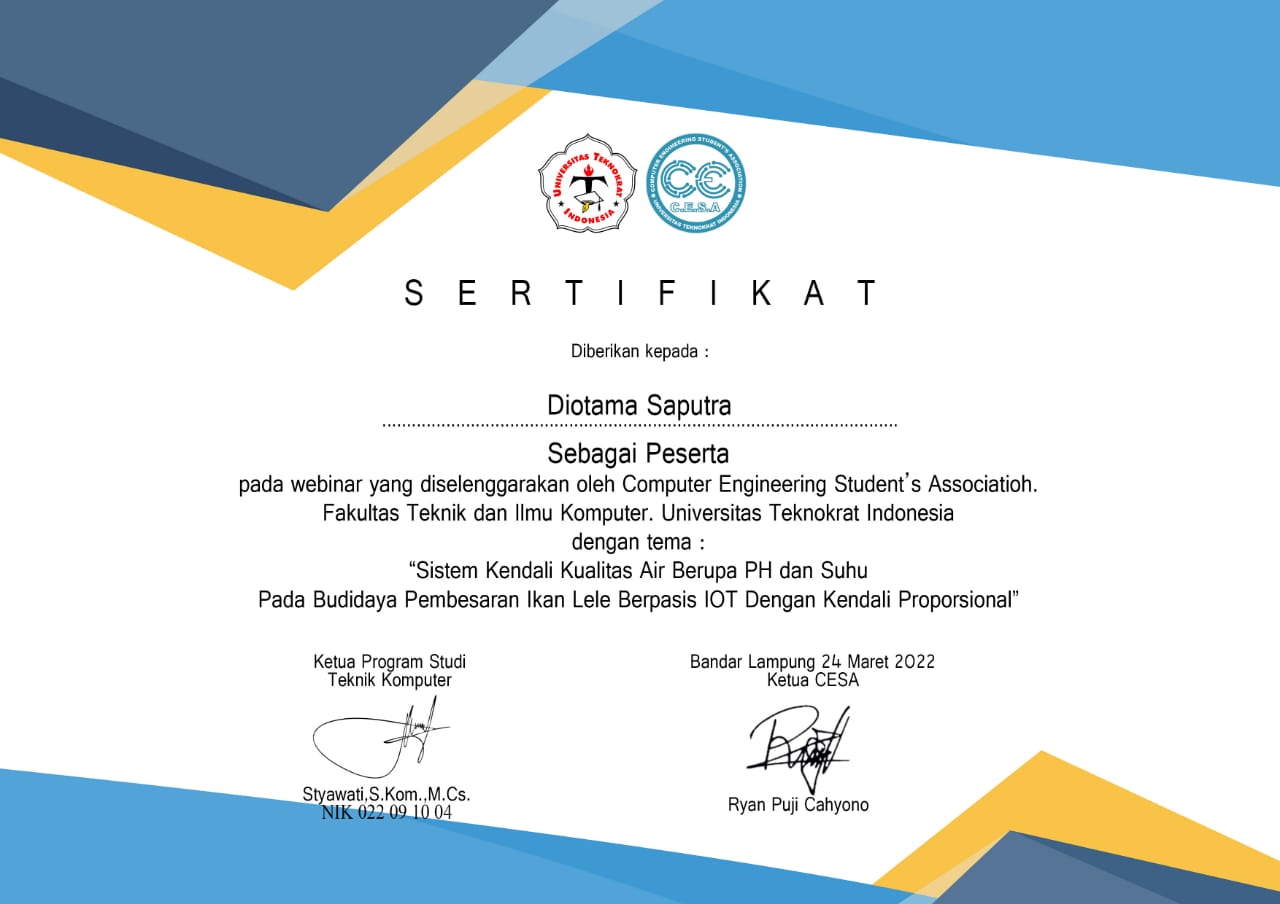 UNIVERSITAS TEKNOKRAT
INDONESIA
COMPUTER ENGINEERING STUDENT'S ASSOCIATION
CE
C.E.S.A
UNIVERSITAS TEKNOKRAT INDONESIA
SERTIFIKAT
Diberikan kepada :
Diotama Saputra
Sebagai Peserta
pada webinar yang diselenggarakan oleh Computer Engineering Student’s Associatioh.
Fakultas Teknik dan Ilmu Komputer. Universitas Teknokrat Indonesia
dengan tema :
“Sistem Kendali Kualitas Air Berupa PH dan Suhu
Pada Budidaya Pembesaran Ikan Lele Berpasis IOT Dengan Kendali Proporsional”
Ketua Program Studi
Teknik Komputer
Styawati,S.Kom.,M.Cs.
NIK 022 09 10 04
Bandar Lampung 24 Maret 2022
Ketua CESA
Ryan Puji Cahyono